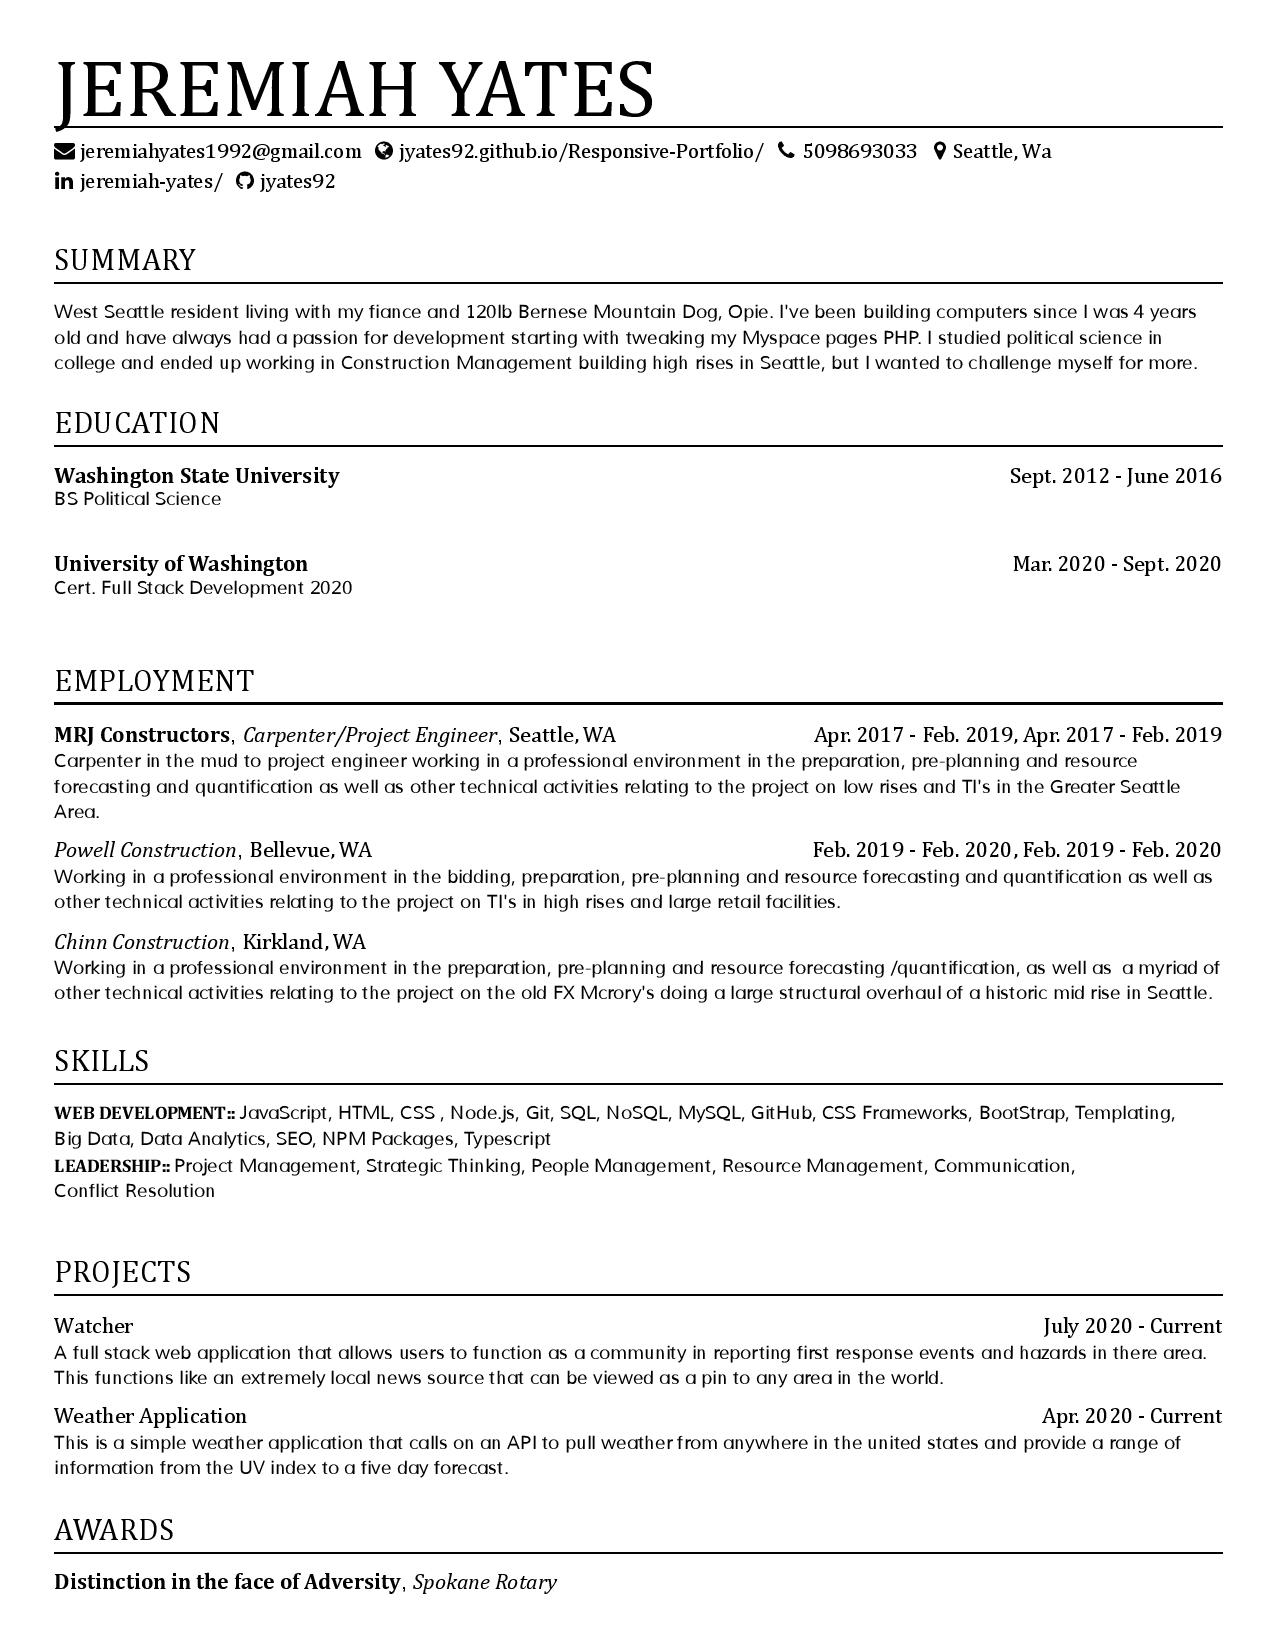 JEREMIAH YATES
jeremiahyates1992@gmail.com jyates92.github.io/Responsive-Portfolio/ 5098693033 Seattle, Wa
jeremiah-yates/ jyates92
SUMMARY
West Seattle resident living with my fiance and 120lb Bernese Mountain Dog, Opie. I've been building computers since I was 4 years
old and have always had a passion for development starting with tweaking my Myspace pages PHP. I studied political science in
college and ended up working in Construction Management building high rises in Seattle, but I wanted to challenge myself for more.
EDUCATION
Washington State University Sept. 2012 - June 2016
BS Political Science
University of Washington Mar. 2020 - Sept. 2020
Cert. Full Stack Development 2020
EMPLOYMENT
MRJ Constructors, Carpenter/Project Engineer, Seattle, WA Apr. 2017 - Feb. 2019, Apr. 2017 - Feb. 2019
Carpenter in the mud to project engineer working in a professional environment in the preparation, pre-planning and resource
forecasting and quantification as well as other technical activities relating to the project on low rises and TI's in the Greater Seattle
Area.
Powell Construction, Bellevue, WA Feb. 2019 - Feb. 2020, Feb. 2019 - Feb. 2020
Working in a professional environment in the bidding, preparation, pre-planning and resource forecasting and quantification as well as
other technical activities relating to the project on TI's in high rises and large retail facilities.
Chinn Construction, Kirkland, WA
Working in a professional environment in the preparation, pre-planning and resource forecasting /quantification, as well as a myriad of
other technical activities relating to the project on the old FX Mcrory's doing a large structural overhaul of a historic mid rise in Seattle.
SKILLS
WEB DEVELOPMENT:: JavaScript, HTML, CSS , Node.js, Git, SQL, NoSQL, MySQL, GitHub, CSS Frameworks, BootStrap, Templating,
Big Data, Data Analytics, SEO, NPM Packages, Typescript
LEADERSHIP:: Project Management, Strategic Thinking, People Management, Resource Management, Communication,
Conflict Resolution
PROJECTS
Watcher July 2020 - Current
A full stack web application that allows users to function as a community in reporting first response events and hazards in there area.
This functions like an extremely local news source that can be viewed as a pin to any area in the world.
Weather Application Apr. 2020 - Current
This is a simple weather application that calls on an API to pull weather from anywhere in the united states and provide a range of
information from the UV index to a five day forecast.
AWARDS
Distinction in the face of Adversity, Spokane Rotary